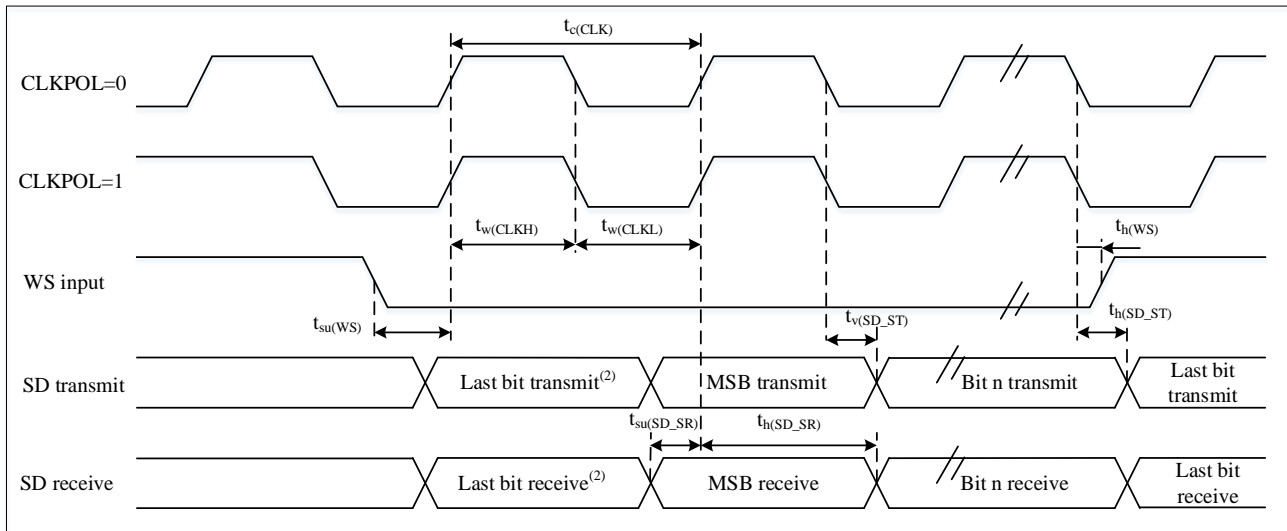 t_c(CLK)
CLKPOL=0
CLKPOL=1
t_w(CLKH)
t_w(CLKL)
t_h(WS)
WS input
t_su(WS)
t_v(SD_ST)
t_h(SD_ST)
SD transmit
Last bit transmit(2)
MSB transmit
Bit n transmit
Last bit
transmit
t_su(SD_SR)
t_h(SD_SR)
SD receive
Last bit receive(2)
MSB receive
Bit n receive
Last bit
receive